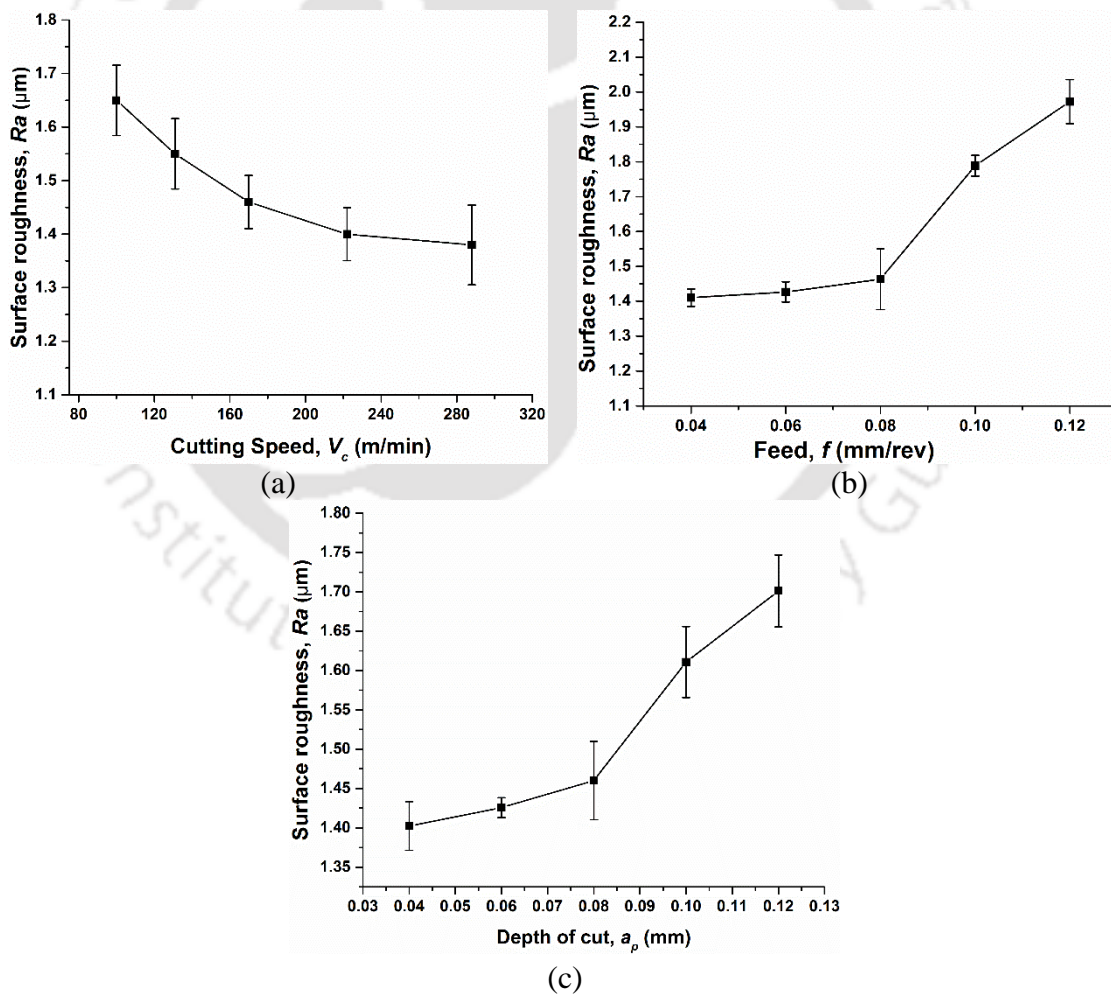 1.8
1.7
1.6
1.5
1.4
1.3
1.2
1.1
80 120 160 200 240 280 320
Surface roughness, Ra (μm)
Cutting Speed, Vc (m/min)
(a)
2.2
2.1
2.0
1.9
1.8
1.7
1.6
1.5
1.4
1.3
1.2
1.1
0.04 0.06 0.08 0.10 0.12
Surface roughness, Ra (μm)
Feed, f (mm/rev)
(b)
1.80
1.75
1.70
1.65
1.60
1.55
1.50
1.45
1.40
1.35
0.03 0.04 0.05 0.06 0.07 0.08 0.09 0.10 0.11 0.12 0.13
Surface roughness, Ra (μm)
Depth of cut, ap (mm)
(c)
nstitut
Gu
y